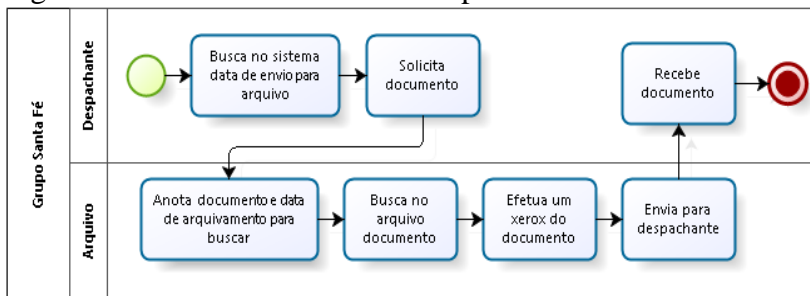 Grupo Santa Fé
Despachante
Busca no sistema
data de envio para
arquivo
Solicita
documento
Recebe
documento
Arquivo
Anota documento e data
de arquivamento para
buscar
Busca no
arquivo
documento
Efetua um
xerox do
documento
Envia para
despachante